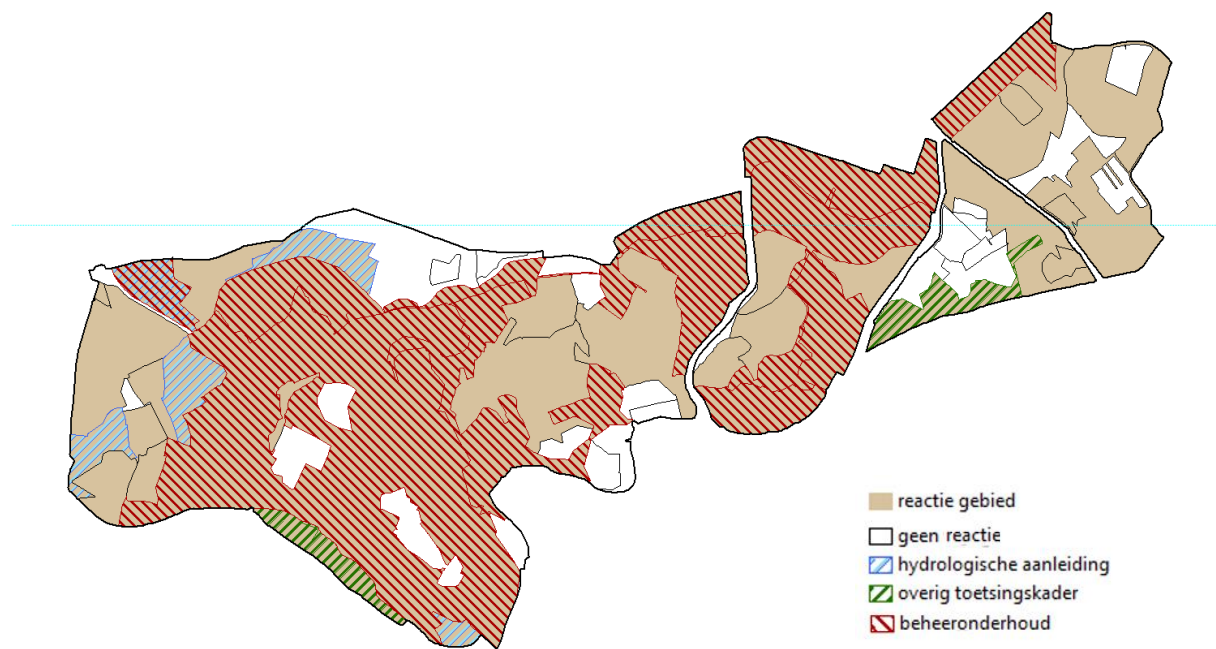 reactie gebied
geen reactie
hydrologische aanleiding
overig toetsingskader
beheeronderhoud